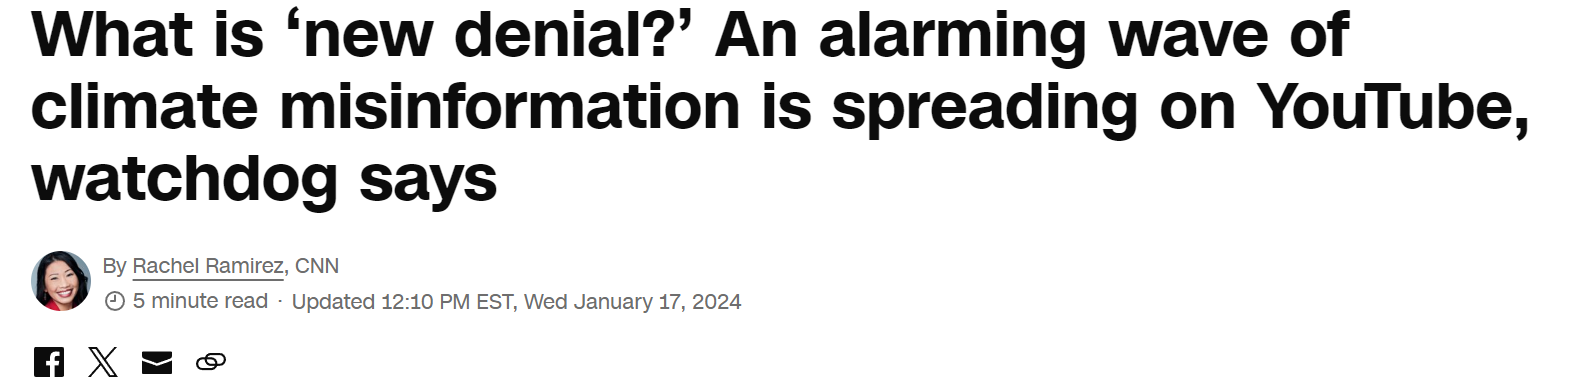 What is ‘new denial?’ An alarming wave of
climate misinformation is spreading on YouTube,
watchdog says
By Rachel Ramirez, CNN
5 minute read · Updated 12:10 PM EST, Wed January 17, 2024